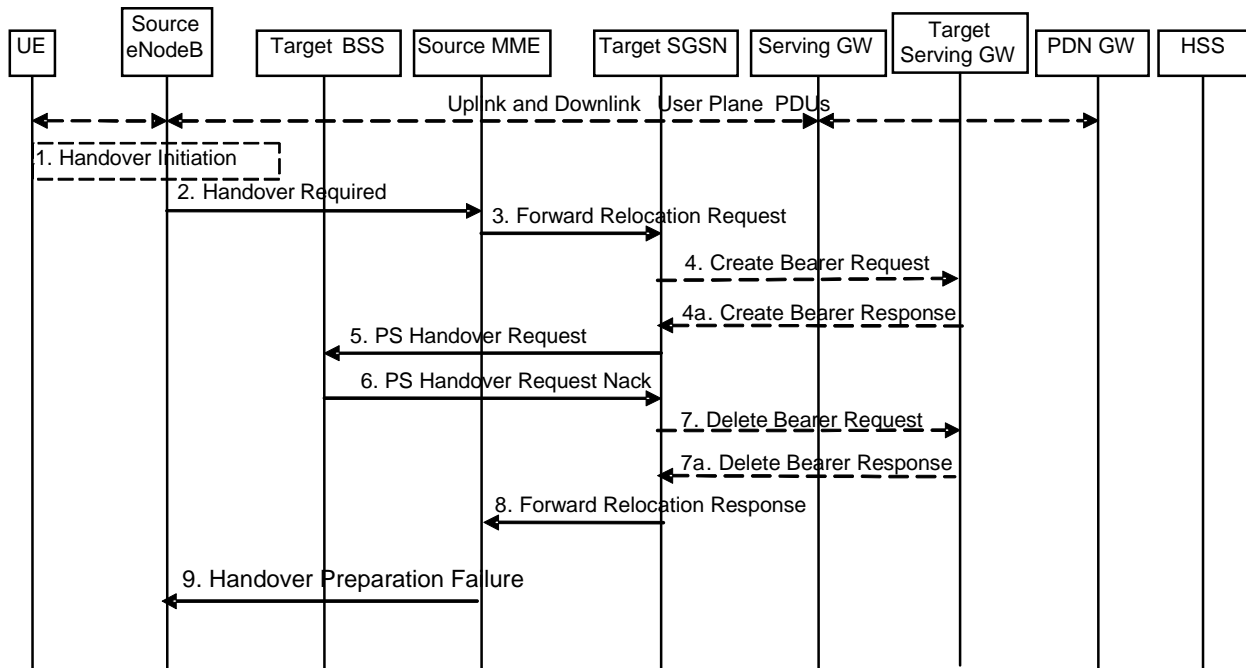 UE
Source
eNodeB
Target BSS
Source MME
Target SGSN
Serving GW
Target
Serving GW
PDN GW
HSS
Uplink and Downlink User Plane PDUs
1. Handover Initiation
2. Handover Required
3. Forward Relocation Request
4. Create Bearer Request
4a. Create Bearer Response
5. PS Handover Request
6. PS Handover Request Nack
7. Delete Bearer Request
7a. Delete Bearer Response
8. Forward Relocation Response
9. Handover Preparation Failure